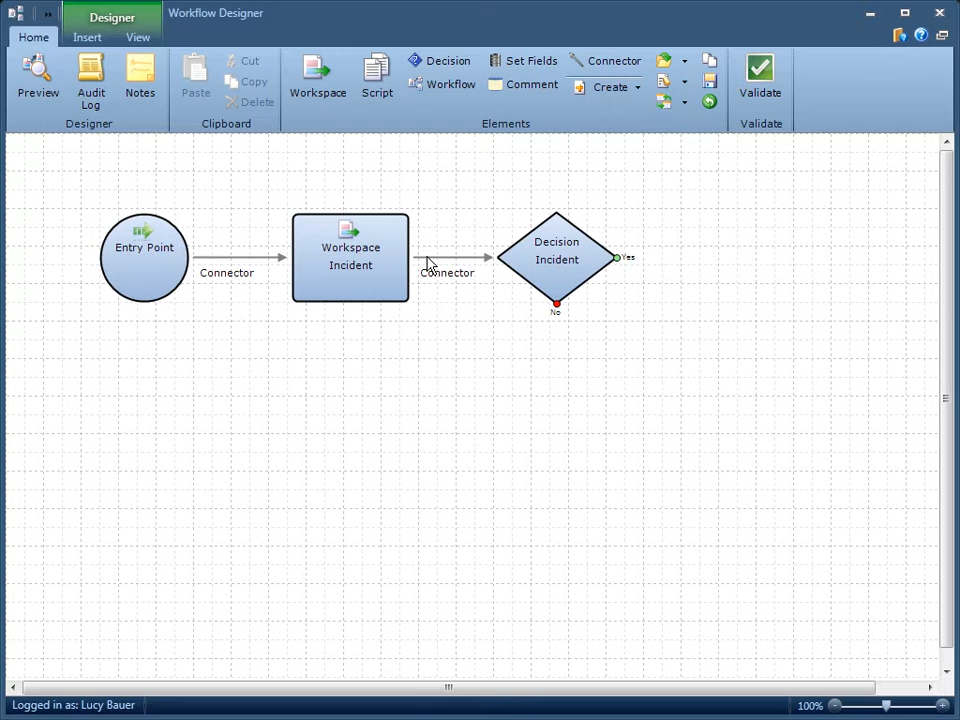 Designer
Workflow Designer
Home
Insert
View
Preview
Audit
Log
Notes
Designer
Paste
Cut
Copy
Delete
Clipboard
Workspace
Script
Decision
Workflow
Set Fields
Comment
Connector
Create
Elements
Validate
Validate
Entry Point
Connector
Workspace
Incident
Connector
Decision
Incident
Yes
No
Logged in as: Lucy Bauer
100%